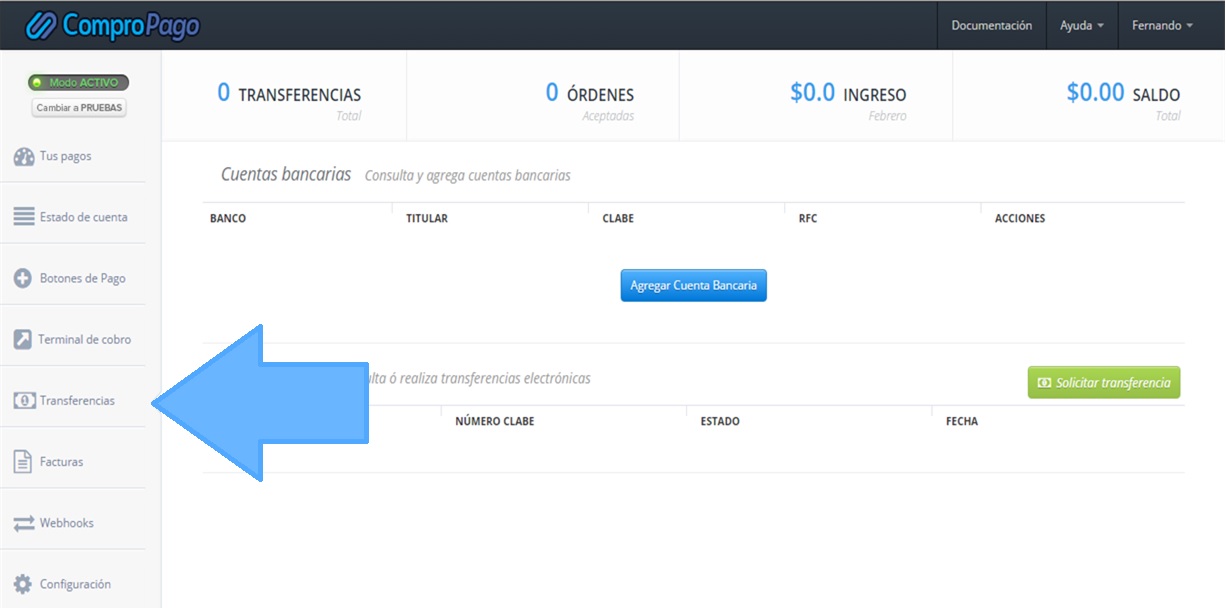 ComproPago
Documentación
Ayuda
Fernando
Modo ACTIVO
Cambiar a PRUEBAS
Tus pagos
Estado de cuenta
Botones de Pago
Terminal de cobro
Transferencias
Facturas
Webhooks
Configuración
0 TRANSFERENCIAS
Total
0 ÓRDENES
Aceptadas
$0.0 INGRESO
Febrero
$0.00 SALDO
Total
Cuentas bancarias Consulta y agrega cuentas bancarias
BANCO TITULAR CLABE RFC ACCIONES
Agregar Cuenta Bancaria
ó realiza transferencias electrónicas
Solicitar transferencia
NÚMERO CLABE ESTADO FECHA